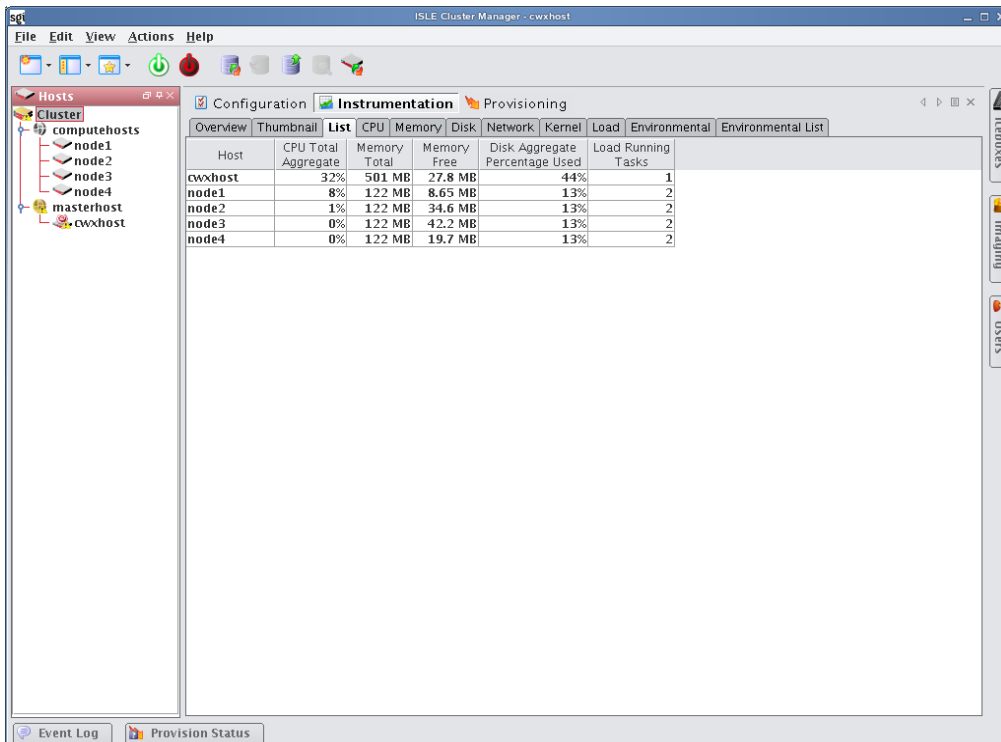 sgi ISLE Cluster Manager - cwxhost
File Edit View Actions Help
Hosts
Cluster
computehosts
node1
node2
node3
node4
masterhost
cwxhost
Configuration Instrumentation Provisioning
Overview Thumbnail List CPU Memory Disk Network Kernel Load Environmental Environmental List
Host CPU Total Aggregate Memory Total Memory Free Disk Aggregate Percentage Used Load Running Tasks
cwxhost 32% 501 MB 27.8 MB 44% 1
node1 8% 122 MB 8.65 MB 13% 2
node2 1% 122 MB 34.6 MB 13% 2
node3 0% 122 MB 42.2 MB 13% 2
node4 0% 122 MB 19.7 MB 13% 2
Iceboxes
Imaging
Users
Event Log Provision Status